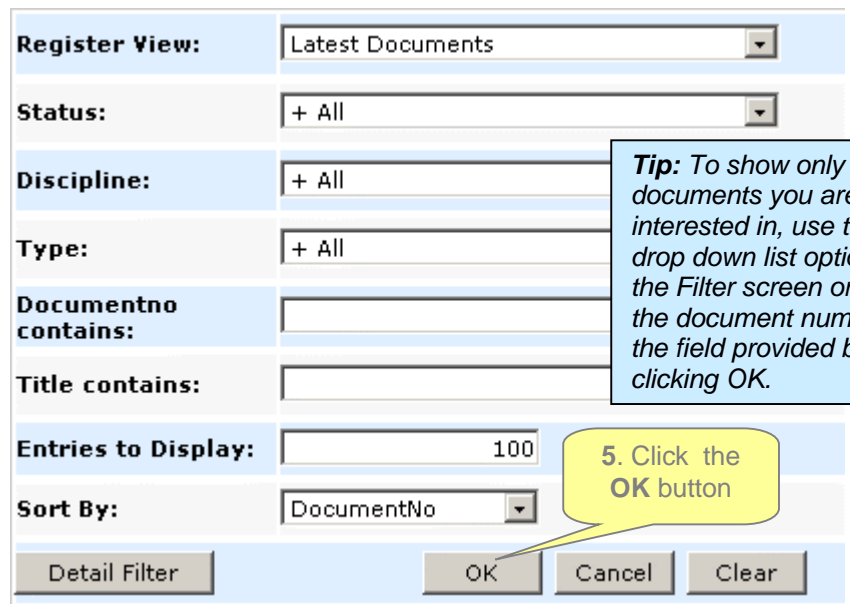 Register View: Latest Documents
Status: + All
Discipline: + All
Type: + All
Documentno
contains:
Title contains:
Entries to Display: 100
Sort By: DocumentNo
Detail Filter OK Cancel Clear
Tip: To show only
documents you are
interested in, use
drop down list
the Filter screen
the document
the field provided
clicking OK.
5. Click the
OK button